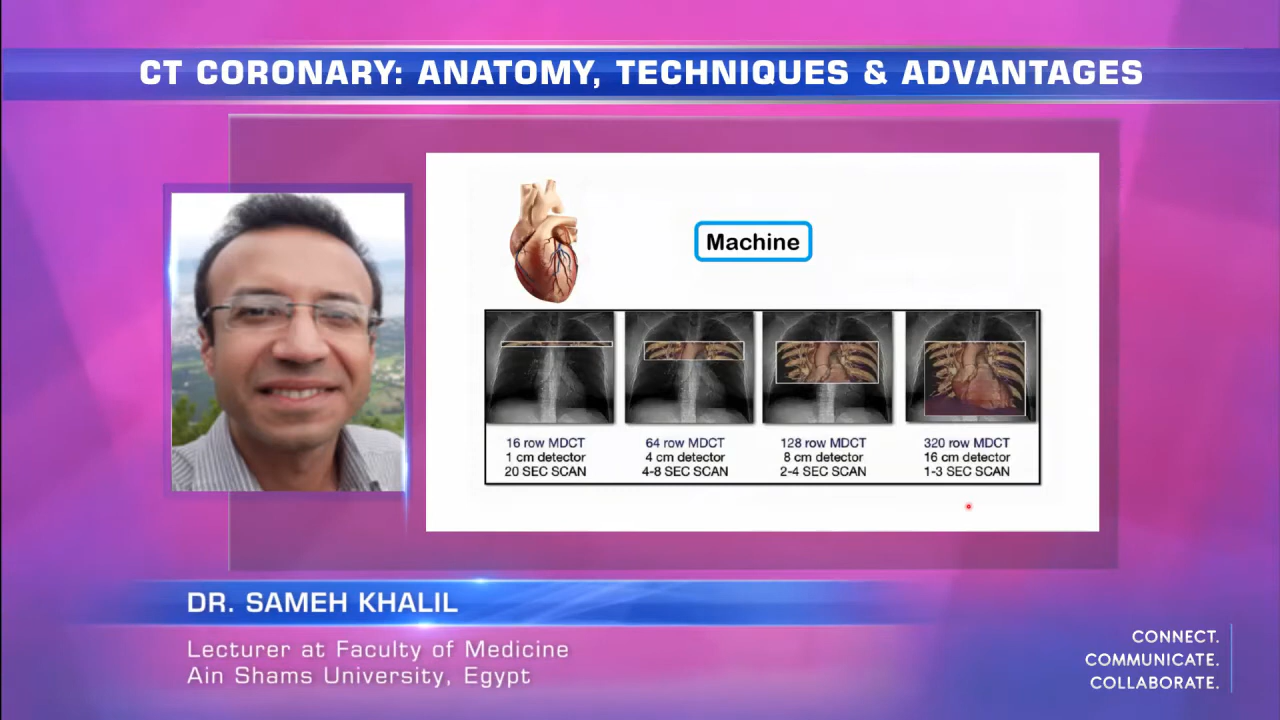 CT CORONARY: ANATOMY, TECHNIQUES & ADVANTAGES
Machine
16 row MDCT
1 cm detector
20 SEC SCAN
64 row MDCT
4 cm detector
4-8 SEC SCAN
128 row MDCT
8 cm detector
2-4 SEC SCAN
320 row MDCT
16 cm detector
1-3 SEC SCAN
DR. SAMEH KHALIL
Lecturer at Faculty of Medicine
Ain Shams University, Egypt
CONNECT.
COMMUNICATE.
COLLABORATE.